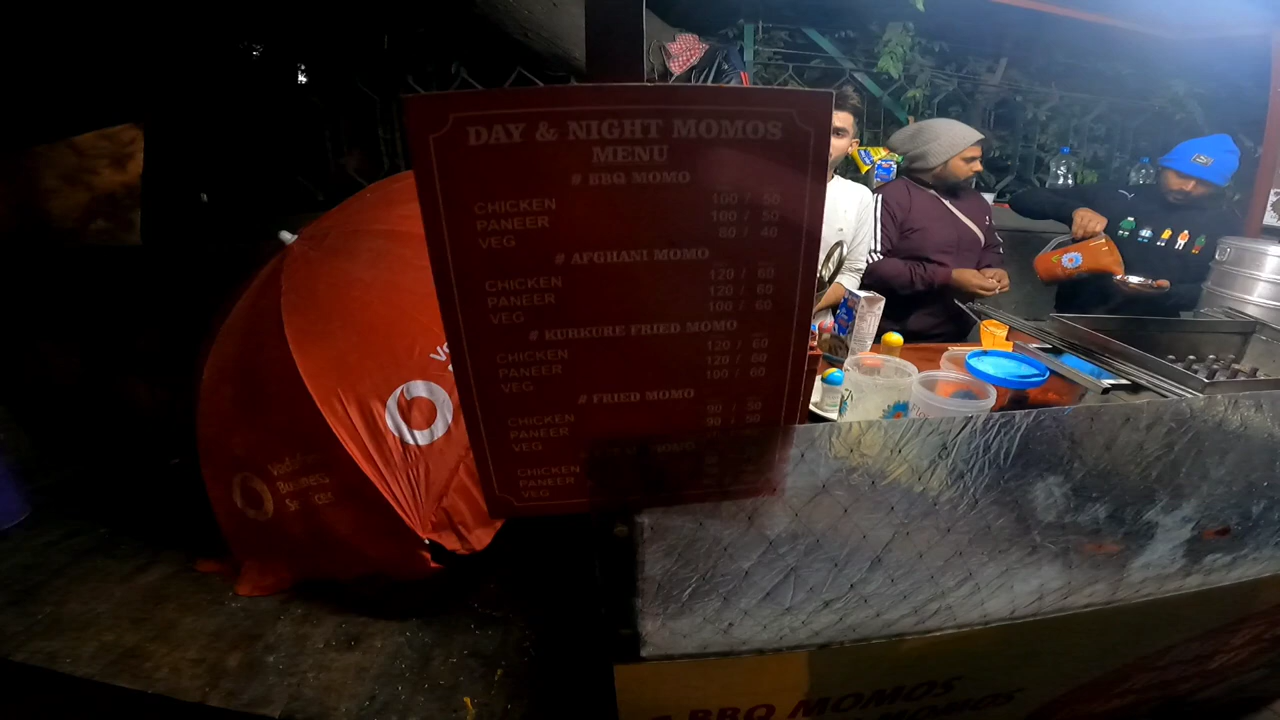 DAY & NIGHT MOMOS
MENU
# BBQ MOMO
CHICKEN 100 / 50
PANEER 100 / 50
VEG 80 / 40
# AFGHANI MOMO
CHICKEN 120 / 60
PANEER 120 / 60
VEG 100 / 60
# KURKURE FRIED MOMO
CHICKEN 120 / 60
PANEER 120 / 60
VEG 100 / 60
# FRIED MOMO
CHICKEN 90 / 50
PANEER 90 / 50
VEG
MOMO
CHICKEN
PANEER
VEG
Vodafone
Business
Services
BBQ MOMOS
MOMOS